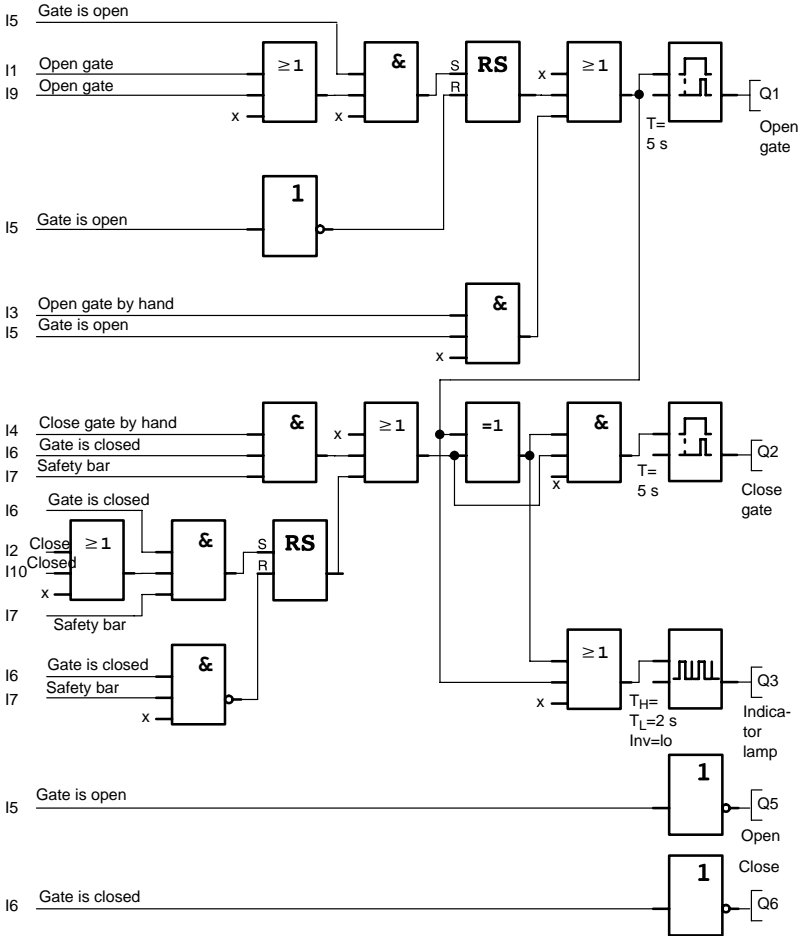 I5 Gate is open
I1 Open gate
I9 Open gate
x
≥1
x
&
S
R
RS
x
≥1
T=
5 s
Q1
Open
gate
I5 Gate is open
1
I3 Open gate by hand
I5 Gate is open
x
&
I4 Close gate by hand
I6 Gate is closed
I7 Safety bar
&
x
≥1
=1
&
x
T=
5 s
Q2
Close
gate
I6 Gate is closed
I2 Close
I10 Closed
x
≥1
I7 Safety bar
&
S
R
RS
I6 Gate is closed
I7 Safety bar
x
&
≥1
x
TH=
TL=2 s
Inv=lo
Q3
Indica-
tor
lamp
I5 Gate is open
1
Q5
Open
Close
I6 Gate is closed
1
Q6